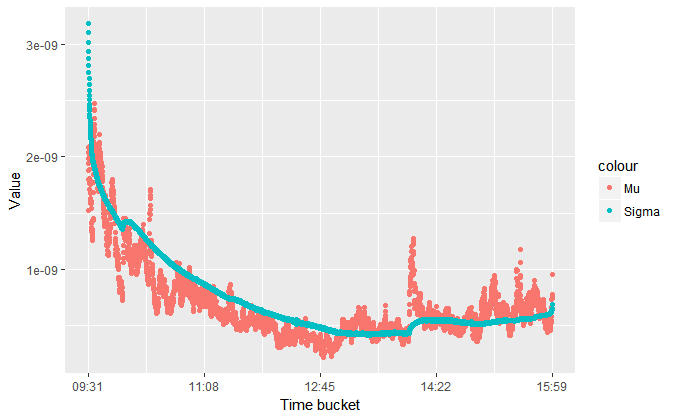 3e-09
2e-09
1e-09
Value
09:31
11:08
12:45
14:22
15:59
Time bucket
colour
Mu
Sigma